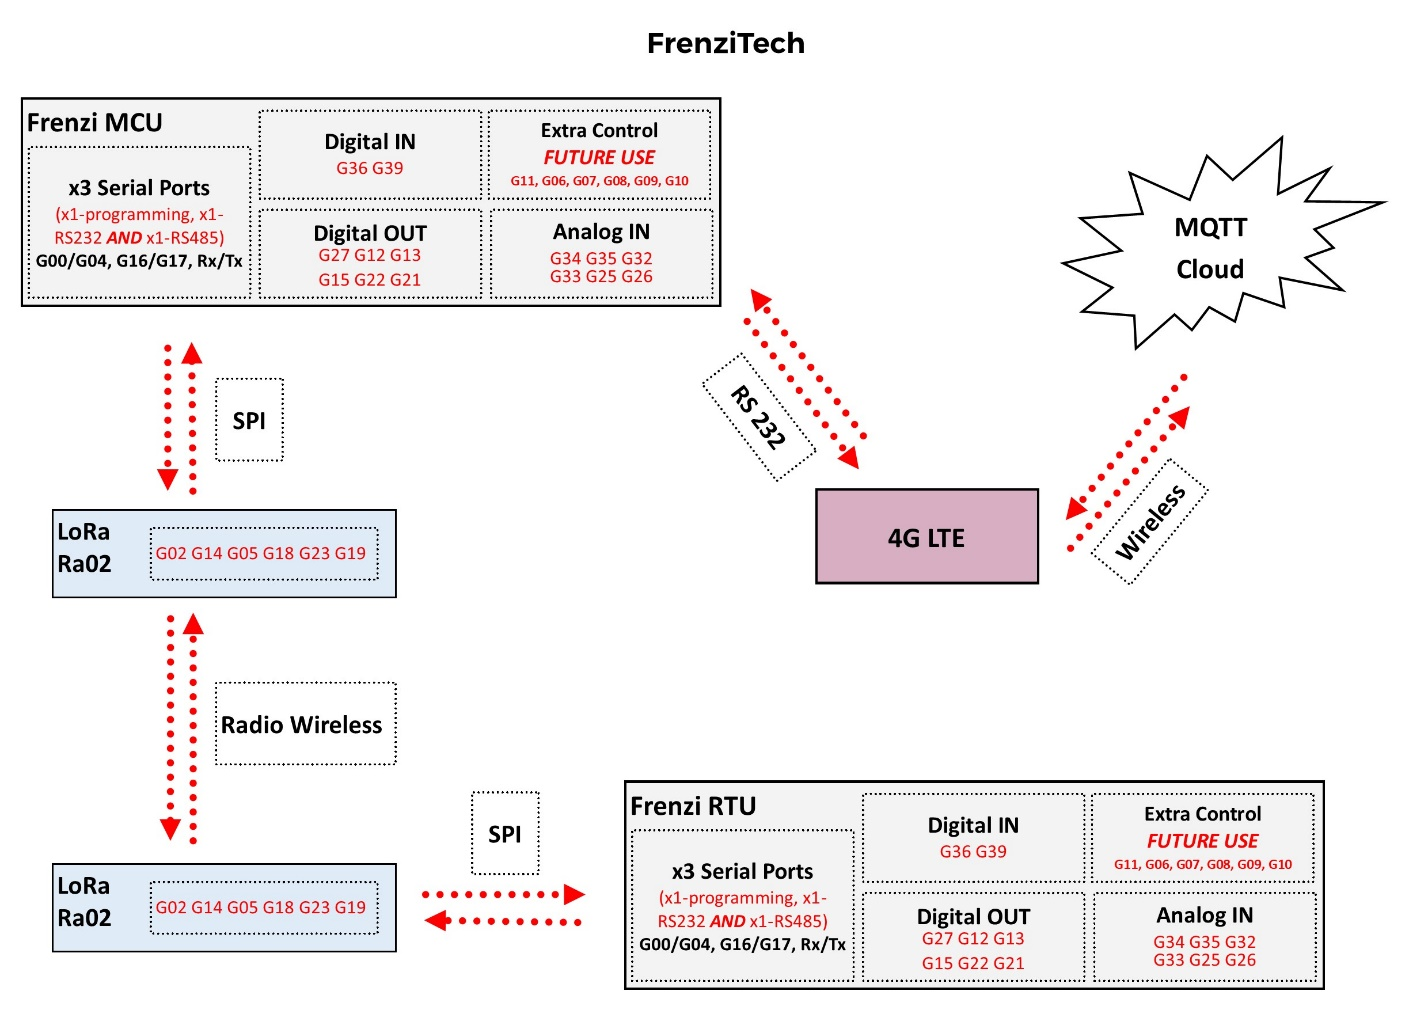 FrenziTech
Frenzi MCU
x3 Serial Ports
(x1-programming, x1-
RS232 AND x1-RS485)
G00/G04, G16/G17, Rx/Tx
Digital IN
G36 G39
Extra Control
FUTURE USE
G11, G06, G07, G08, G09, G10
Digital OUT
G27 G12 G13
G15 G22 G21
Analog IN
G34 G35 G32
G33 G25 G26
MQTT
Cloud
SPI
RS 232
Wireless
4G LTE
LoRa
Ra02
G02 G14 G05 G18 G23 G19
Radio Wireless
LoRa
Ra02
G02 G14 G05 G18 G23 G19
SPI
Frenzi RTU
x3 Serial Ports
(x1-programming, x1-
RS232 AND x1-RS485)
G00/G04, G16/G17, Rx/Tx
Digital IN
G36 G39
Extra Control
FUTURE USE
G11, G06, G07, G08, G09, G10
Digital OUT
G27 G12 G13
G15 G22 G21
Analog IN
G34 G35 G32
G33 G25 G26